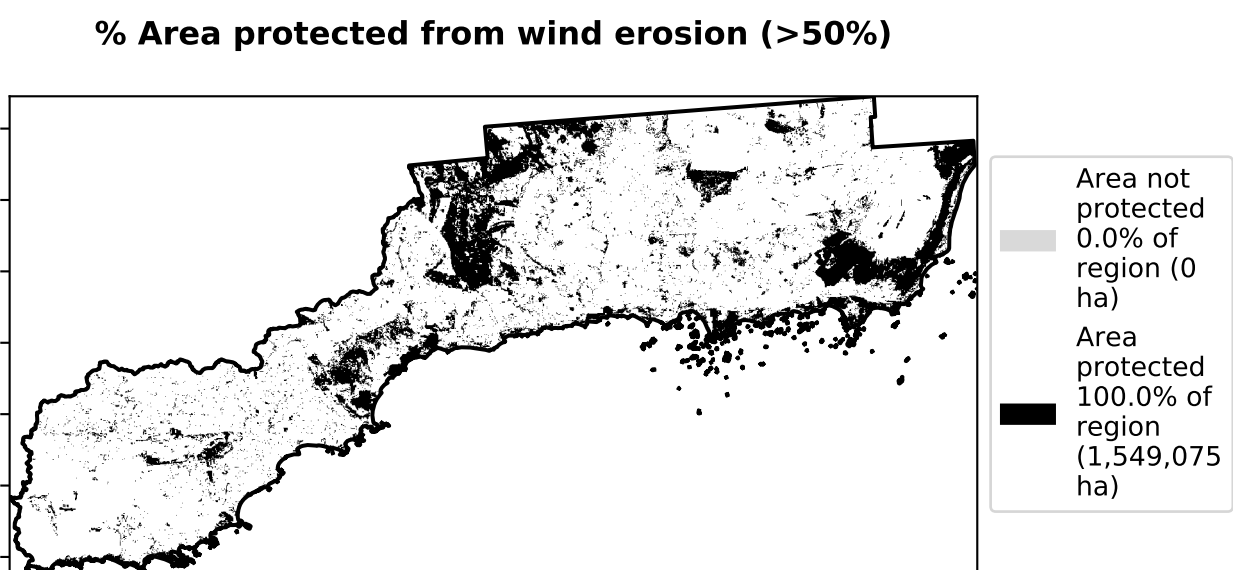 % Area protected from wind erosion (>50%)
Area not
protected
0.0% of
region (0
ha)
Area
protected
100.0% of
region
(1,549,075
ha)